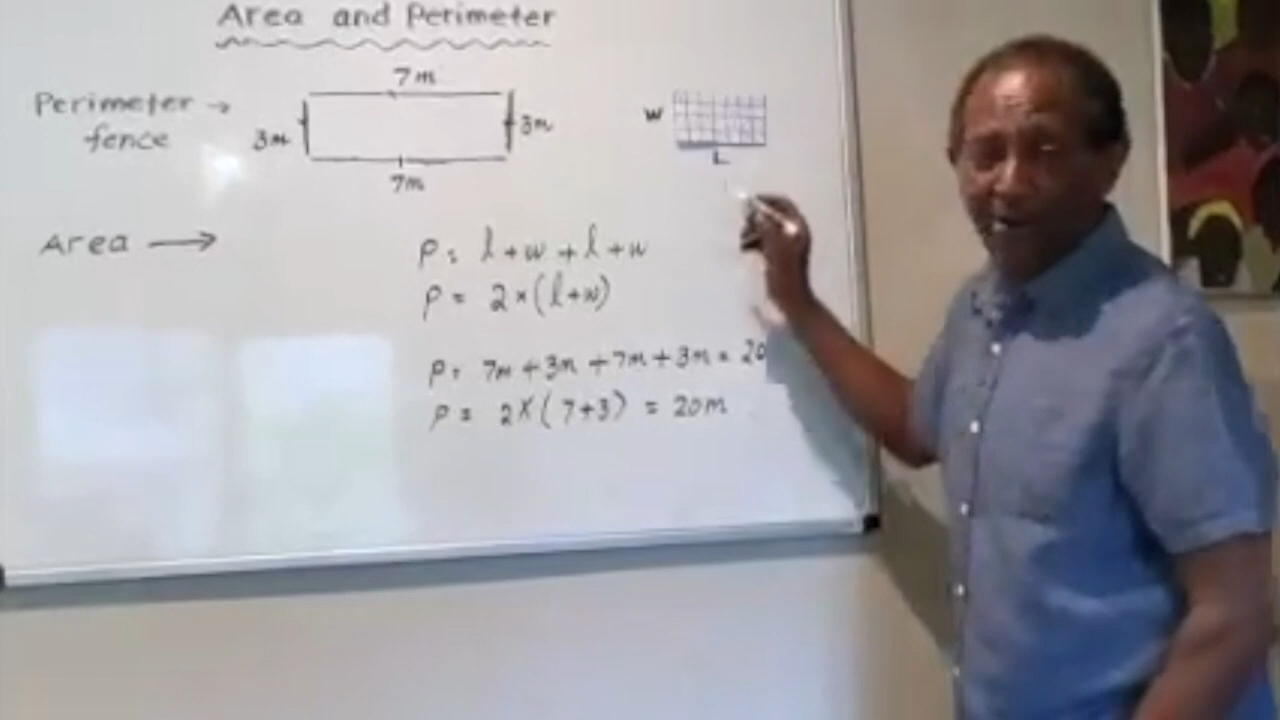 Area and Perimeter
7m
Perimeter →
fence
3m
3m
7m
W
L
Area →
P = l + w + l + w
P = 2 × (l + w)
P = 7m + 3m + 7m + 3m = 20
P = 2 × (7 + 3) = 20m